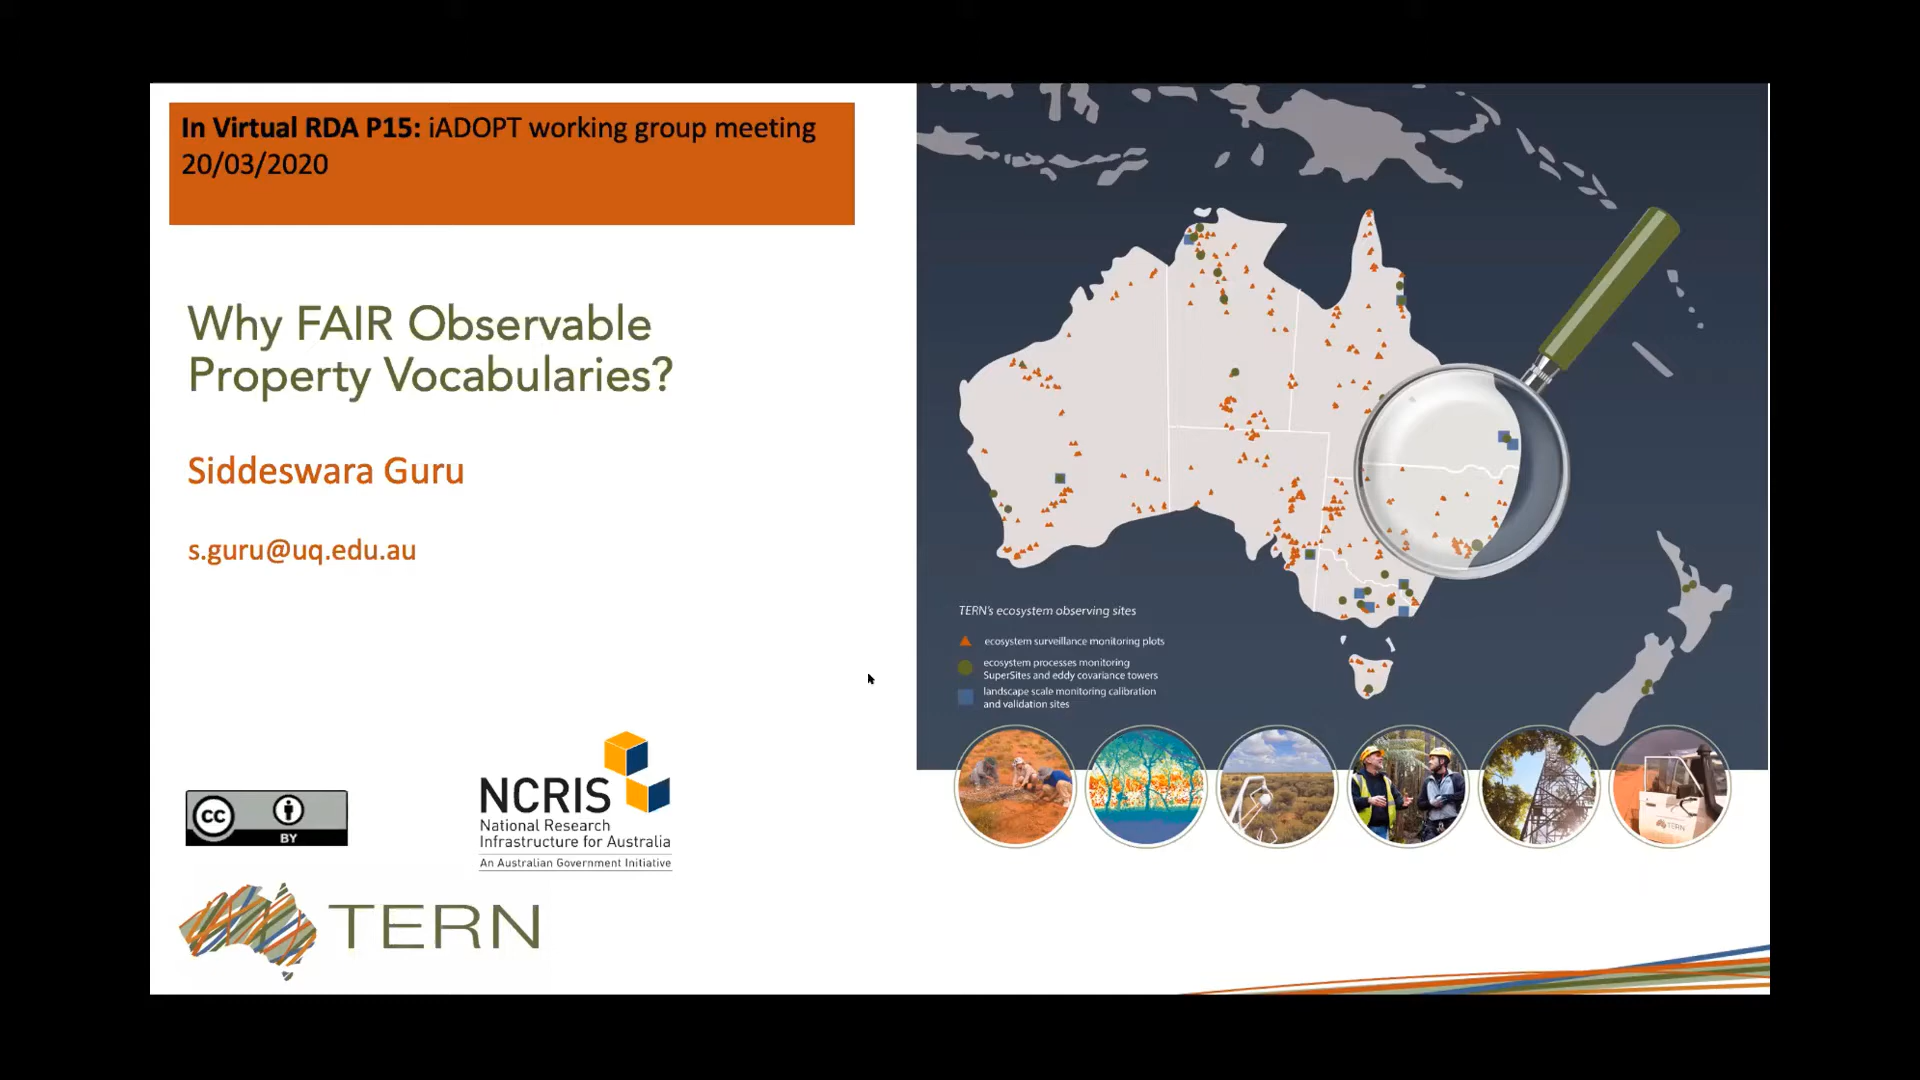 In Virtual RDA P15: iADOPT working group meeting
20/03/2020
Why FAIR Observable
Property Vocabularies?
Siddeswara Guru
s.guru@uq.edu.au
cc
BY
NCRIS
National Research
Infrastructure for Australia
An Australian Government Initiative
TERN
TERN's ecosystem observing sites
ecosystem surveillance monitoring plots
ecosystem processes monitoring
SuperSites and eddy covariance towers
landscape scale monitoring calibration
and validation sites
TERN